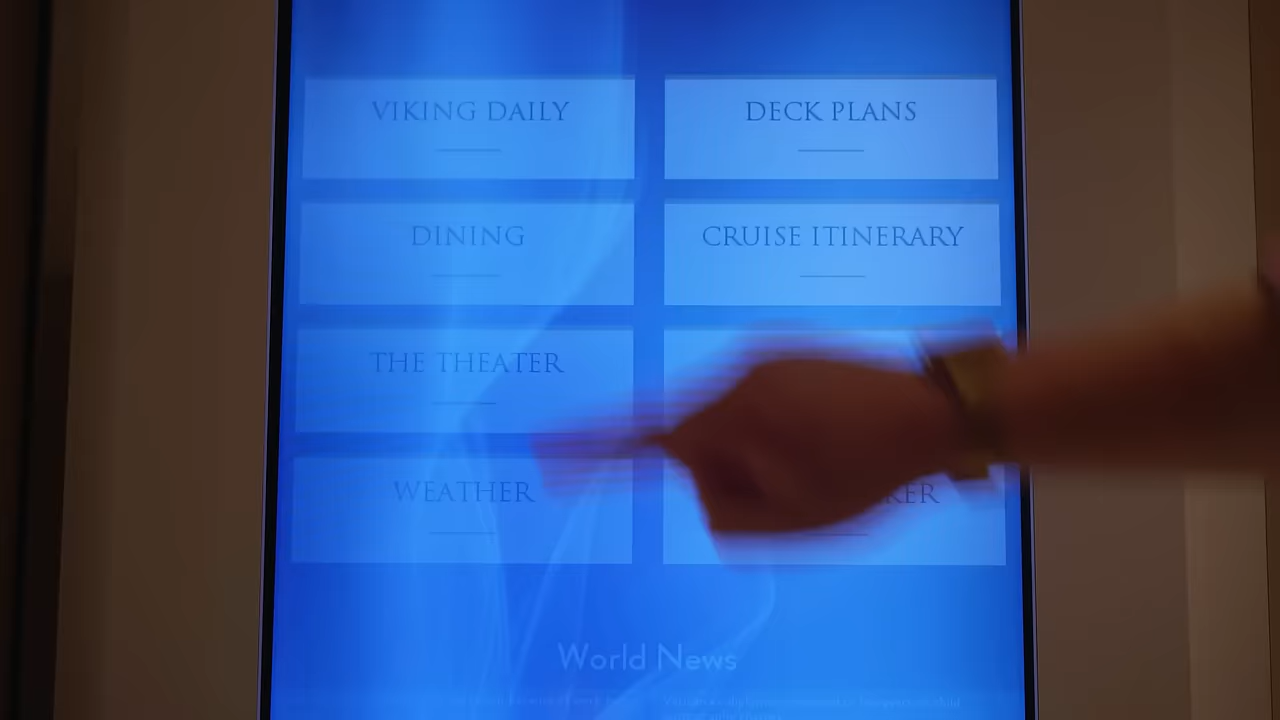 VIKING DAILY
DECK PLANS
DINING
CRUISE ITINERARY
THE THEATER
WEATHER
World News